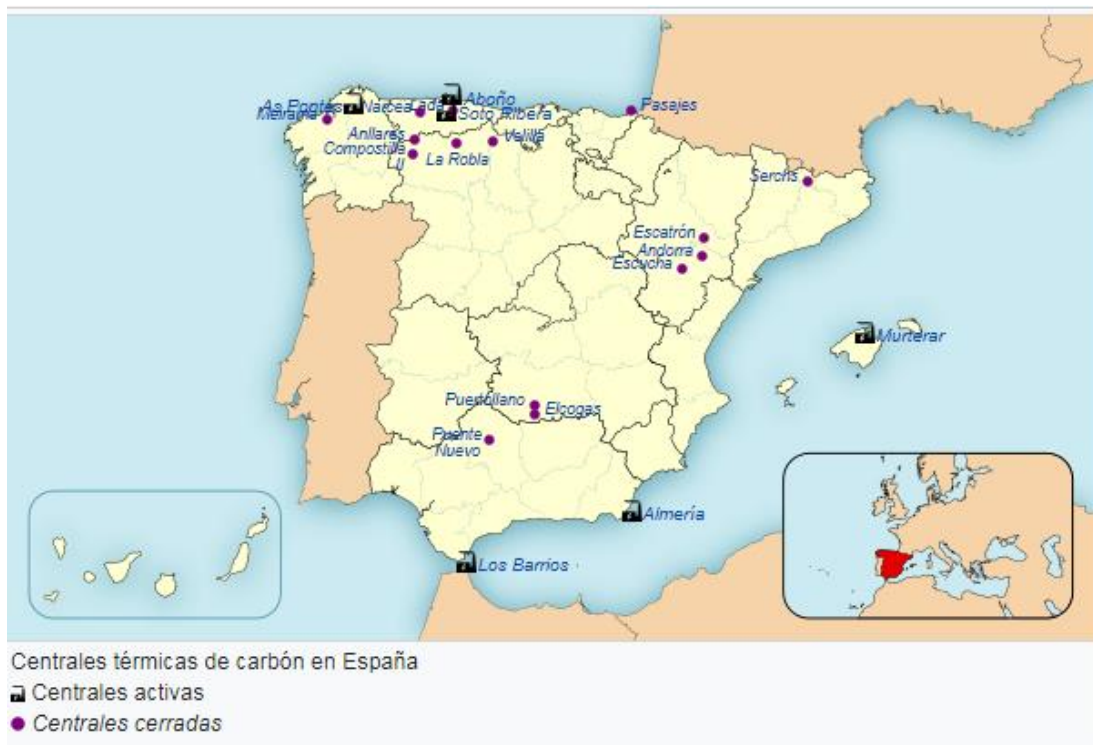 Aboño
As Pontes
Narcea
Lada
Soto Ribera
Meirama
Pasajes
Anllares
Velilla
Compostilla
II
La Robla
Serchs
Escatrón
Andorra
Escucha
Murterar
Puertollano
Elcogas
Puente
Nuevo
Almería
Los Barrios
Centrales térmicas de carbón en España
Centrales activas
Centrales cerradas